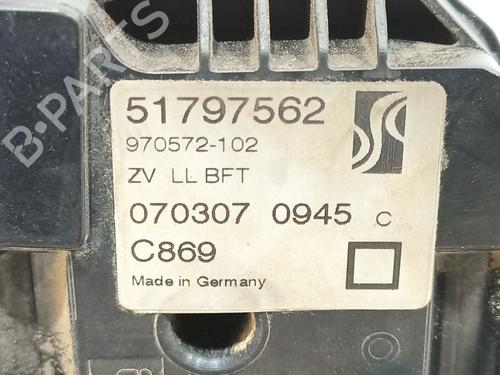 B-PARTS
51797562
970572-102
ZV LL BFT
070307 0945 C
C869
Made in Germany